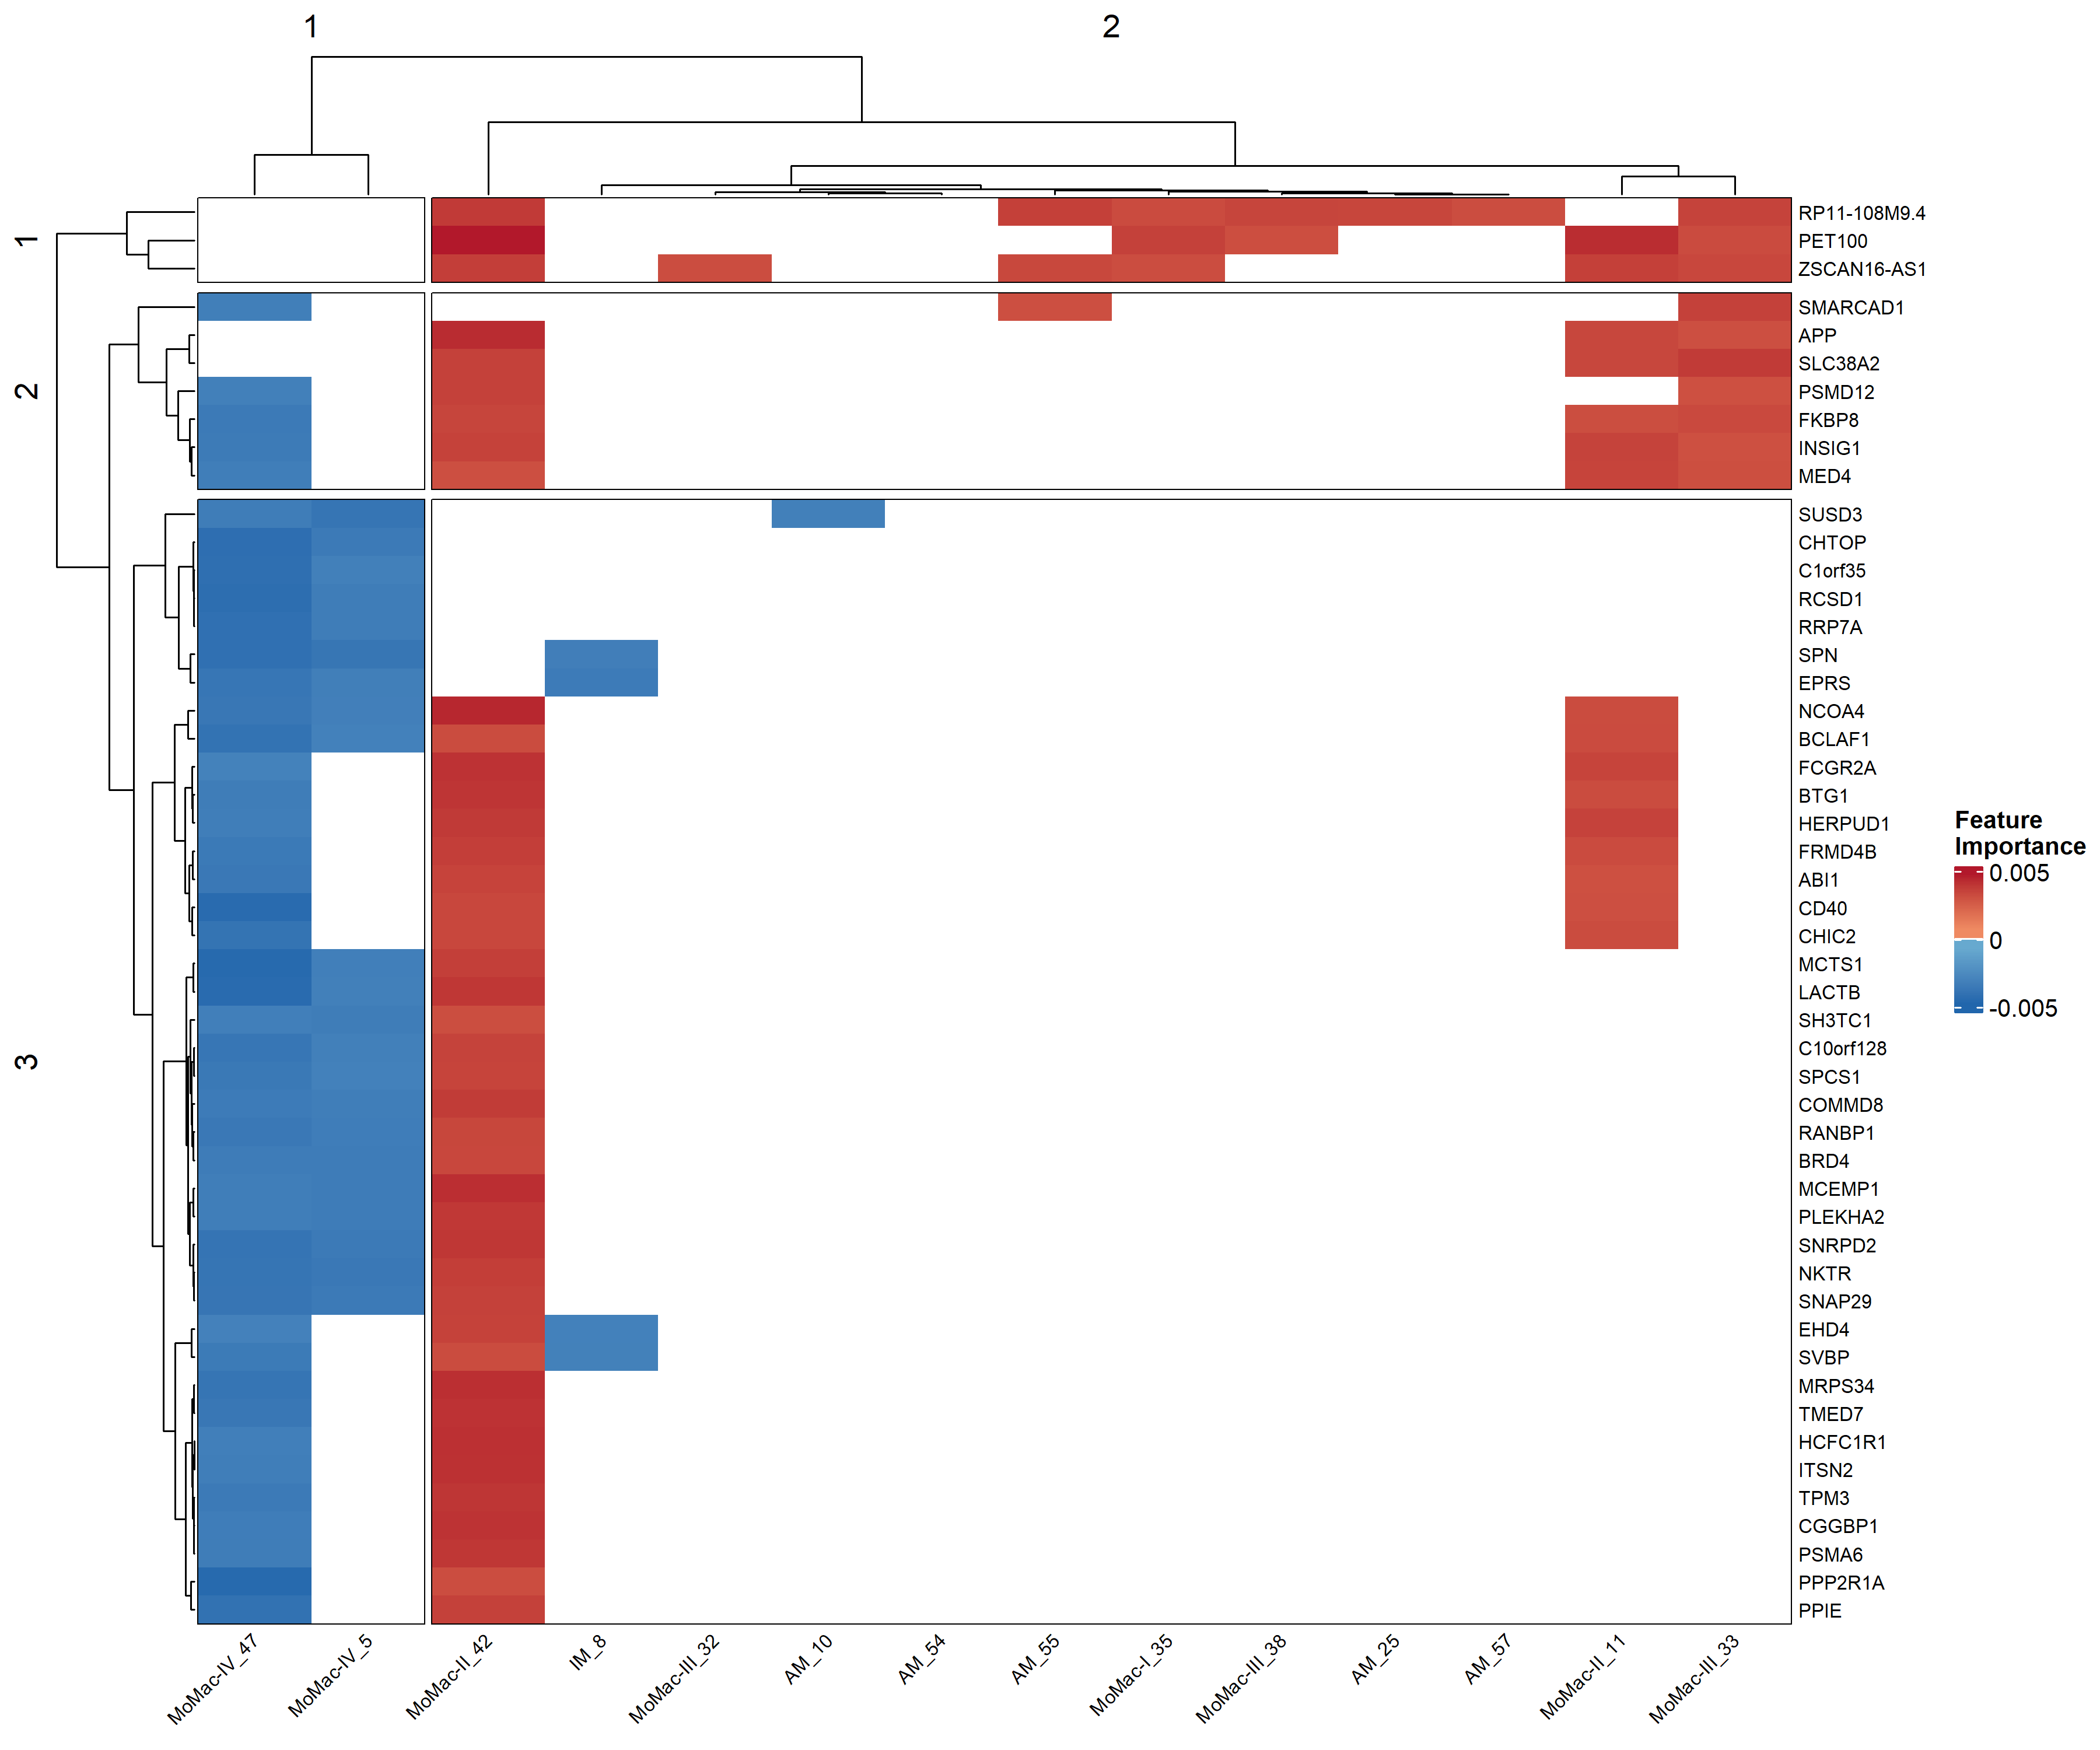 1
2
1
2
3
RP11-108M9.4
PET100
ZSCAN16-AS1
SMARCAD1
APP
SLC38A2
PSMD12
FKBP8
INSIG1
MED4
SUSD3
CHTOP
C1orf35
RCSD1
RRP7A
SPN
EPRS
NCOA4
BCLAF1
FCGR2A
BTG1
HERPUD1
FRMD4B
ABI1
CD40
CHIC2
MCTS1
LACTB
SH3TC1
C10orf128
SPCS1
COMMD8
RANBP1
BRD4
MCEMP1
PLEKHA2
SNRPD2
NKTR
SNAP29
EHD4
SVBP
MRPS34
TMED7
HCFC1R1
ITSN2
TPM3
CGGBP1
PSMA6
PPP2R1A
PPIE
MoMac-IV_47
MoMac-IV_5
MoMac-II_42
IM_8
MoMac-III_32
AM_10
AM_54
AM_55
MoMac-I_35
MoMac-III_38
AM_25
AM_57
MoMac-II_11
MoMac-III_33
Feature
Importance
0.005
0
-0.005